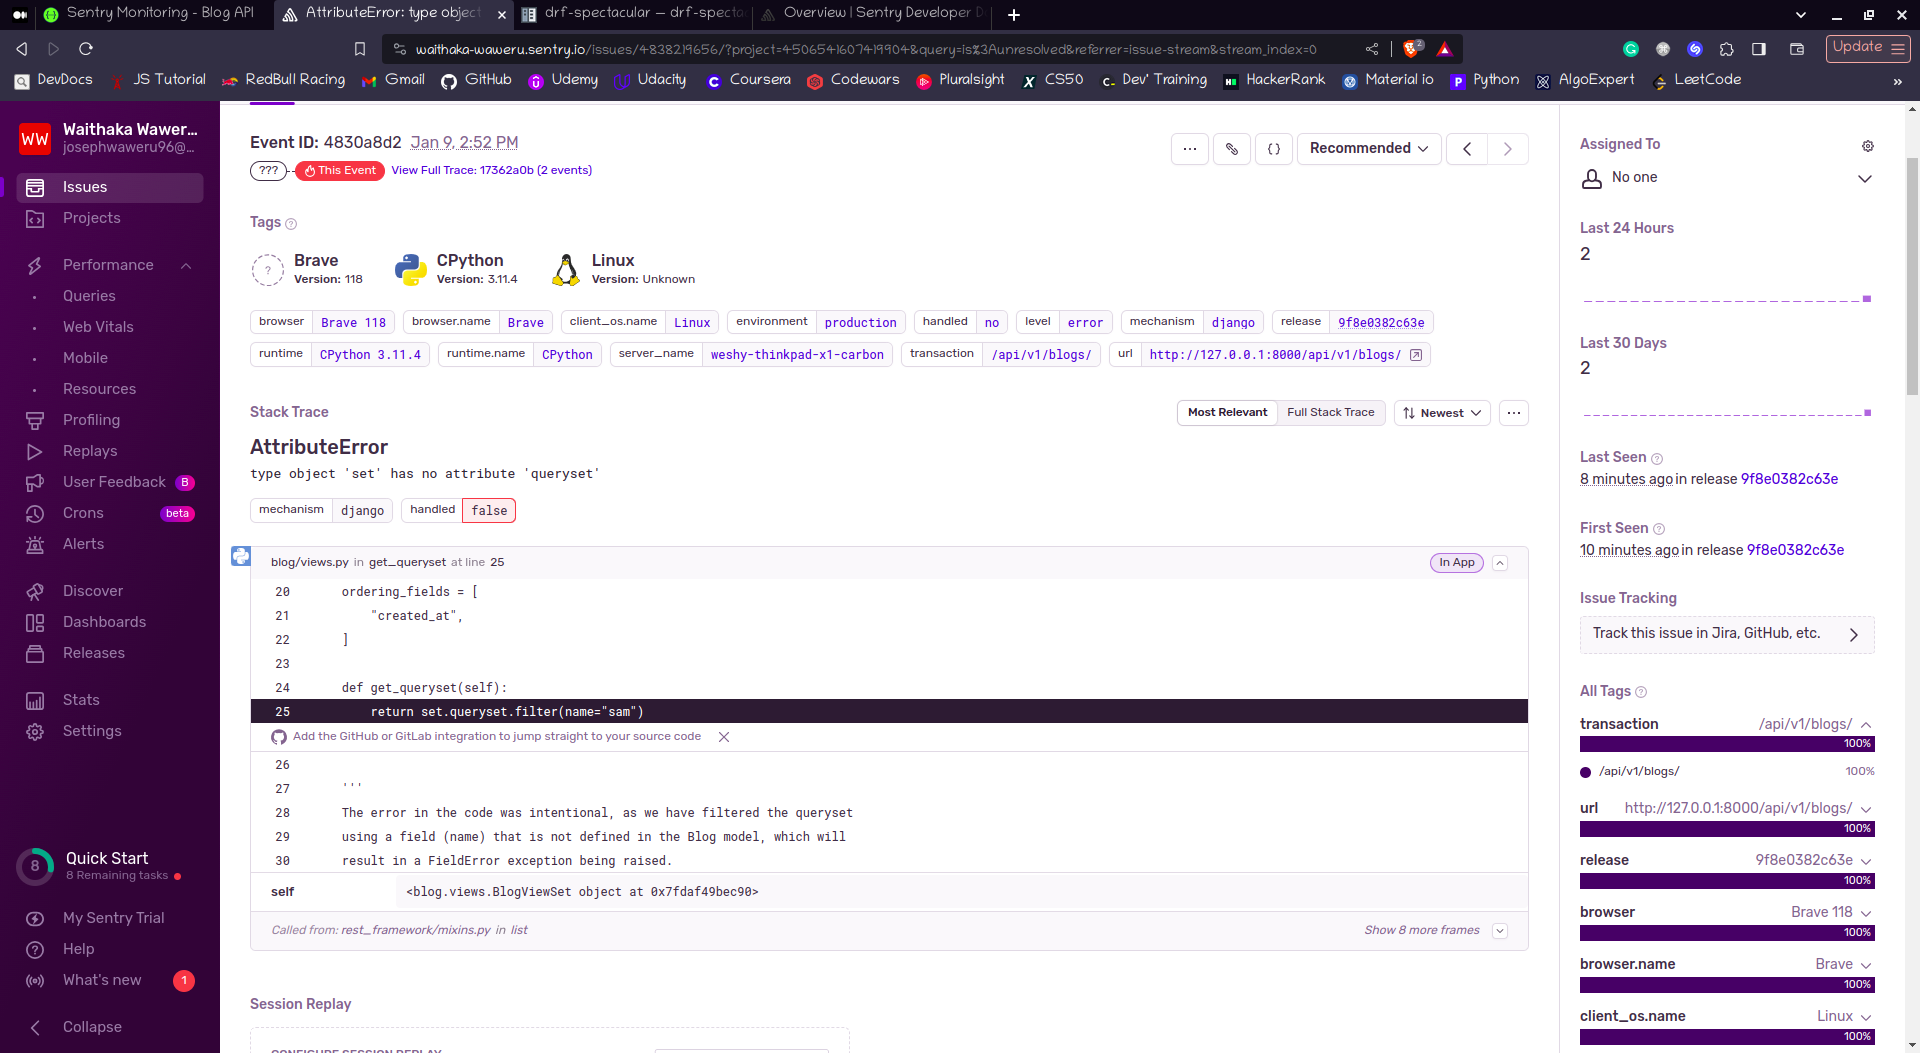 Sentry Monitoring - Blog API
AttributeError: type object
drf-spectacular — drf-specta
Overview | Sentry Developer D
waithaka-waweru.sentry.io/issues/4838219656/?project=4506541607419904&query=is%3Aunresolved&referrer=issue-stream&stream_index=0
2
Update
DevDocs JS Tutorial RedBull Racing Gmail GitHub Udemy Udacity Coursera Codewars Pluralsight CS50 Dev' Training HackerRank Material io Python AlgoExpert LeetCode »
WW
Waithaka Wawer...
josephwaweru96@...
Issues
Projects
Performance
Queries
Web Vitals
Mobile
Resources
Profiling
Replays
User Feedback B
Crons beta
Alerts
Discover
Dashboards
Releases
Stats
Settings
8
Quick Start
8 Remaining tasks
My Sentry Trial
Help
What's new 1
Collapse
Event ID: 4830a8d2 Jan 9, 2:52 PM
??? This Event View Full Trace: 17362a0b (2 events)
Recommended
Tags
Brave
Version: 118
CPython
Version: 3.11.4
Linux
Version: Unknown
browser Brave 118 browser.name Brave client_os.name Linux environment production handled no level error mechanism django release 9f8e0382c63e
runtime CPython 3.11.4 runtime.name CPython server_name weshy-thinkpad-x1-carbon transaction /api/v1/blogs/ url http://127.0.0.1:8000/api/v1/blogs/
Stack Trace
Most Relevant Full Stack Trace Newest
AttributeError
type object 'set' has no attribute 'queryset'
mechanism django handled false
blog/views.py in get_queryset at line 25
In App
20 ordering_fields = [
21 "created_at",
22 ]
23
24 def get_queryset(self):
25 return set.queryset.filter(name="sam")
Add the GitHub or GitLab integration to jump straight to your source code
26
27 '''
28 The error in the code was intentional, as we have filtered the queryset
29 using a field (name) that is not defined in the Blog model, which will
30 result in a FieldError exception being raised.
self <blog.views.BlogViewSet object at 0x7fdaf49bec90>
Called from: rest_framework/mixins.py in list
Show 8 more frames
Session Replay
CONFIGURE SESSION REPLAY
Assigned To
No one
Last 24 Hours
2
Last 30 Days
2
Last Seen
8 minutes ago in release 9f8e0382c63e
First Seen
10 minutes ago in release 9f8e0382c63e
Issue Tracking
Track this issue in Jira, GitHub, etc.
All Tags
transaction /api/v1/blogs/
100%
/api/v1/blogs/ 100%
url http://127.0.0.1:8000/api/v1/blogs/
100%
release 9f8e0382c63e
100%
browser Brave 118
100%
browser.name Brave
100%
client_os.name Linux
100%